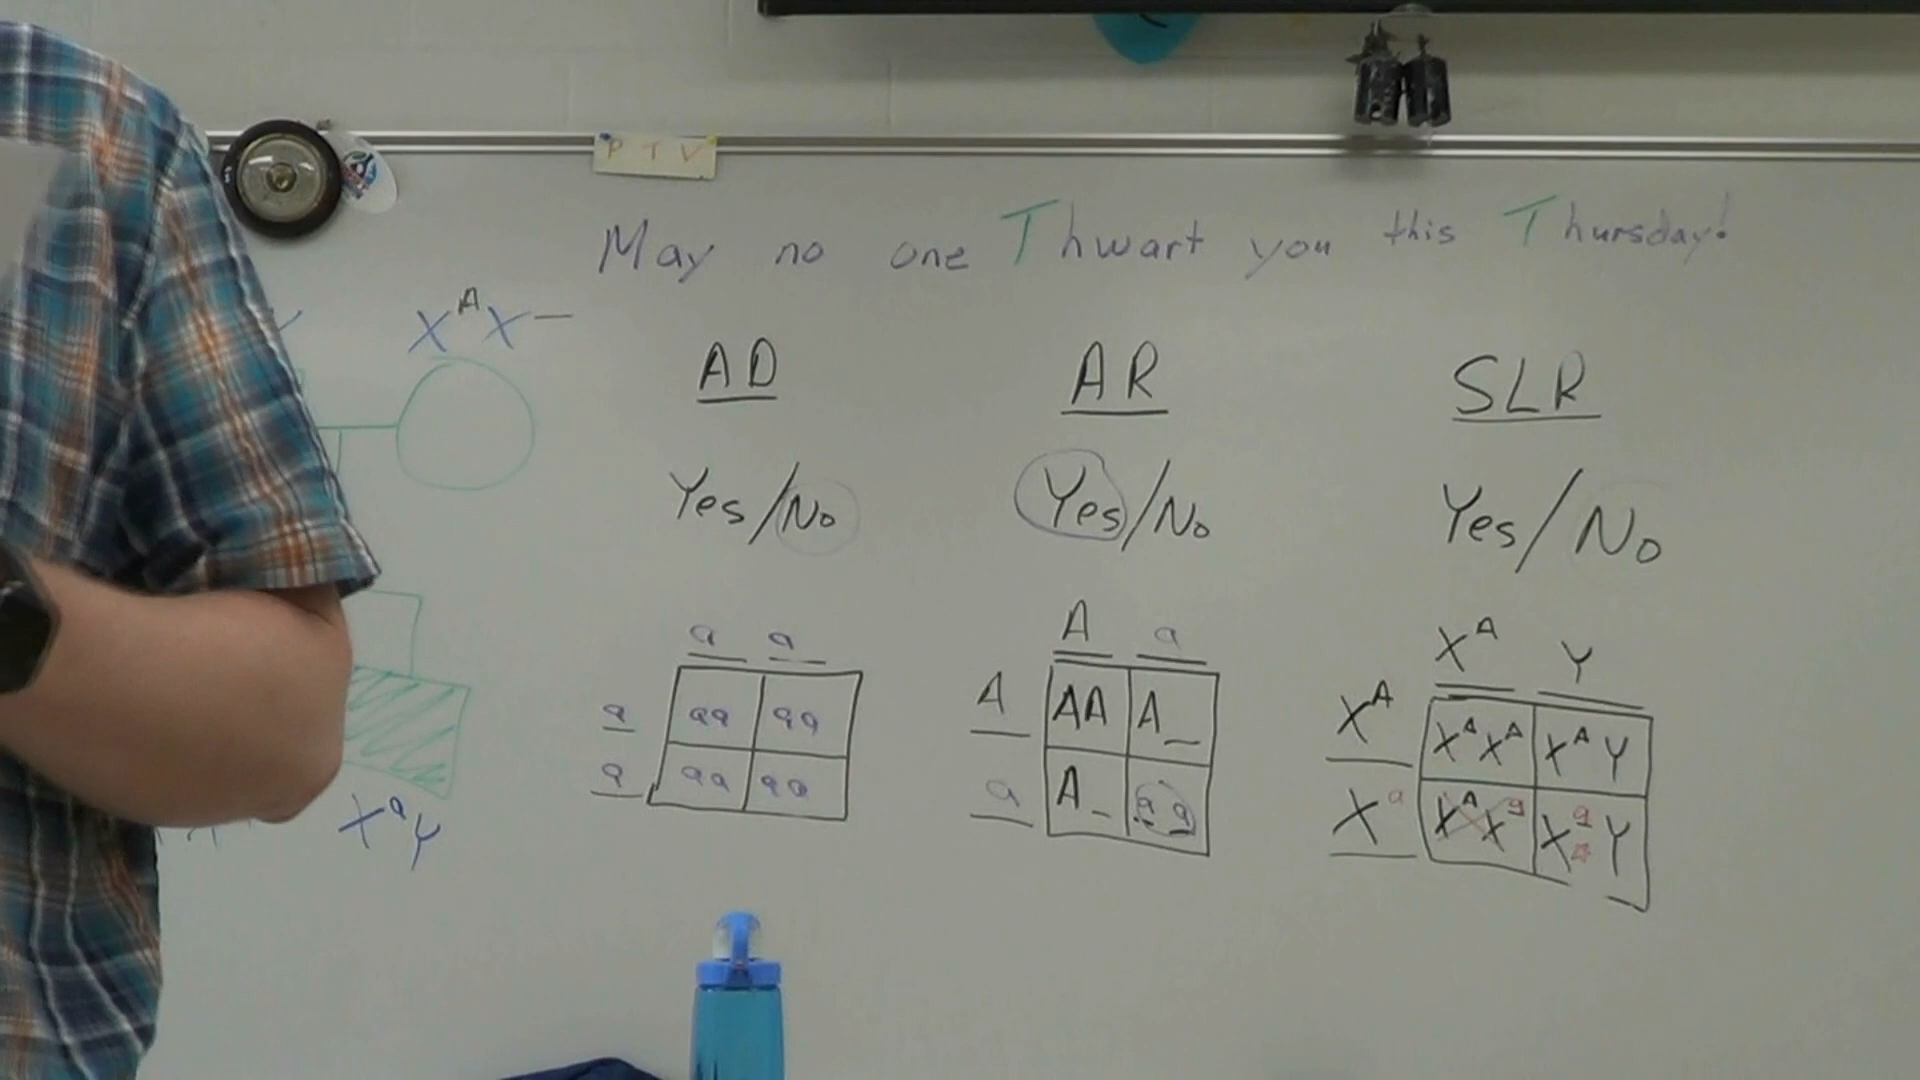 P T V
May no one Thwart you this Thursday!
X^A X^—
AD AR SLR
Yes/No Yes/No Yes/No
a a
a aa aa
a aa aa
A a
A AA A_
a A_ aa
X^A Y
X^A X^A X^A X^A Y
X^a X^A X^a X^a Y
X^a Y